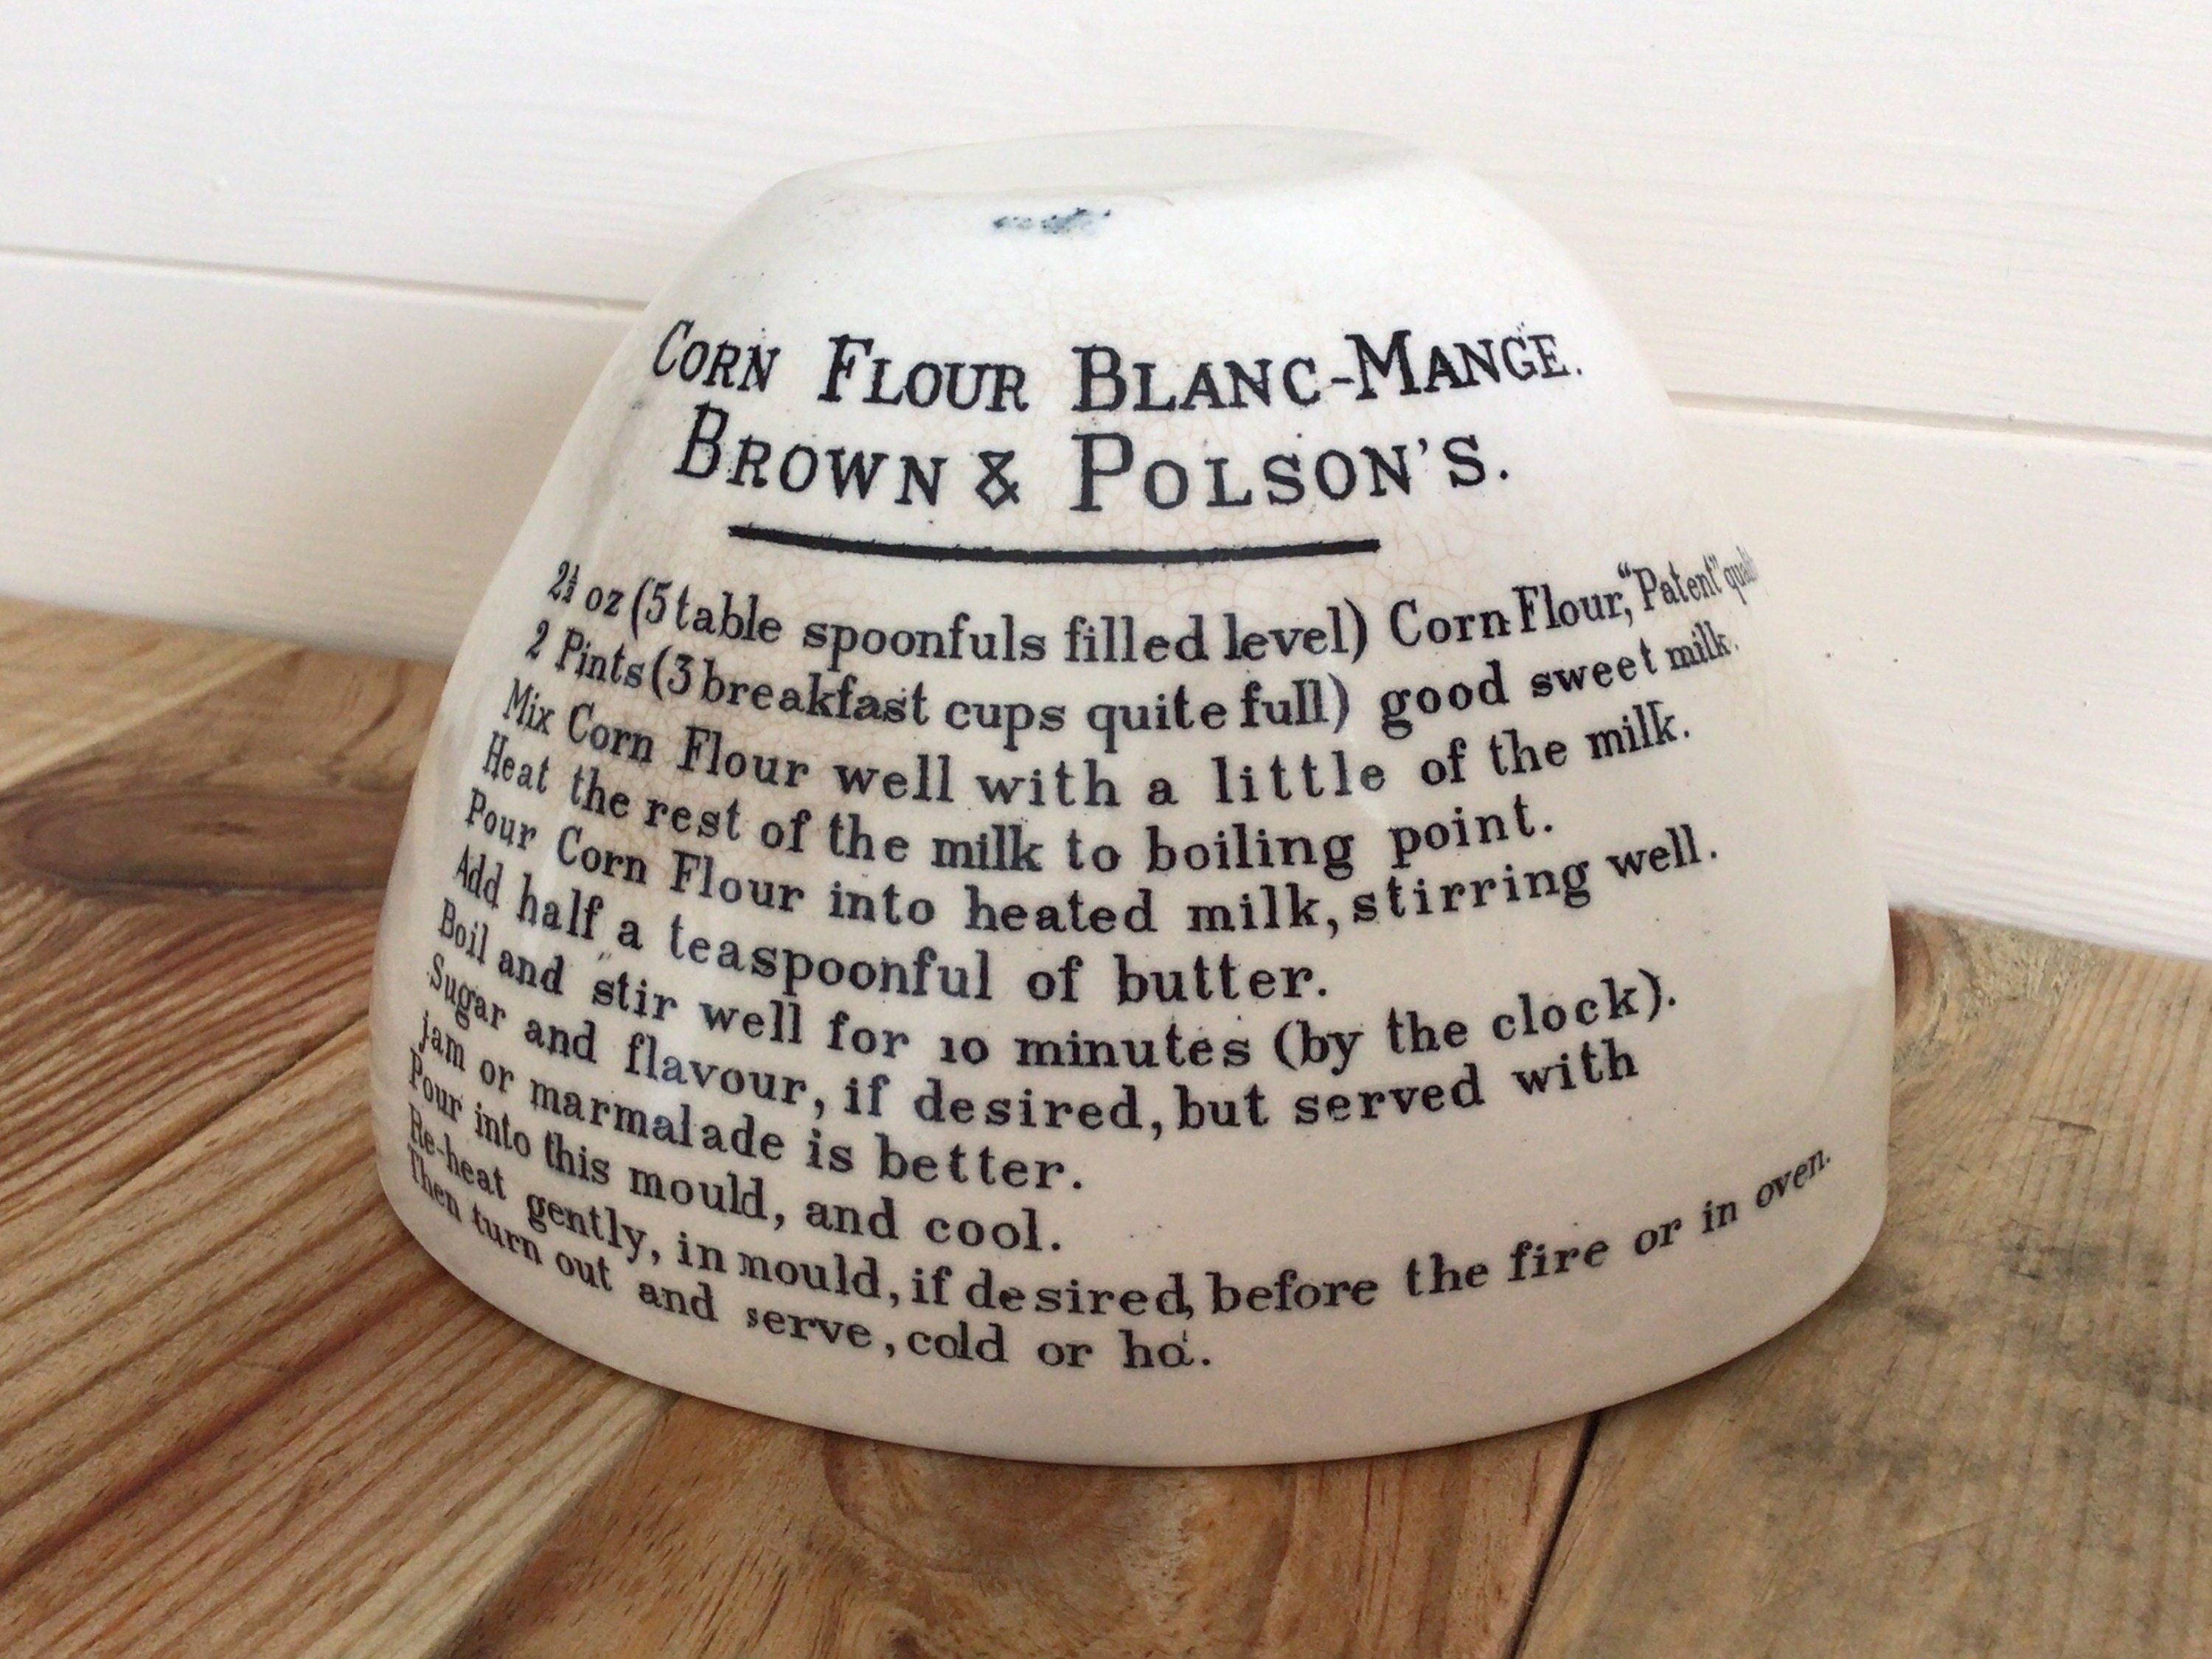 CORN FLOUR BLANC-MANGE.
BROWN & POLSON'S.
2½ oz (5 table spoonfuls filled level) Corn Flour, "Patent"
2 Pints (3 breakfast cups quite full) good sweet milk.
Mix Corn Flour well with a little of the milk.
Heat the rest of the milk to boiling point.
Pour Corn Flour into heated milk, stirring well.
Add half a teaspoonful of butter.
Boil and stir well for 10 minutes (by the clock).
Sugar and flavour, if desired, but served with
jam or marmalade is better.
Pour into this mould, and cool.
Re-heat gently, in mould, if desired, before the fire or in oven.
Then turn out and serve, cold or hot.